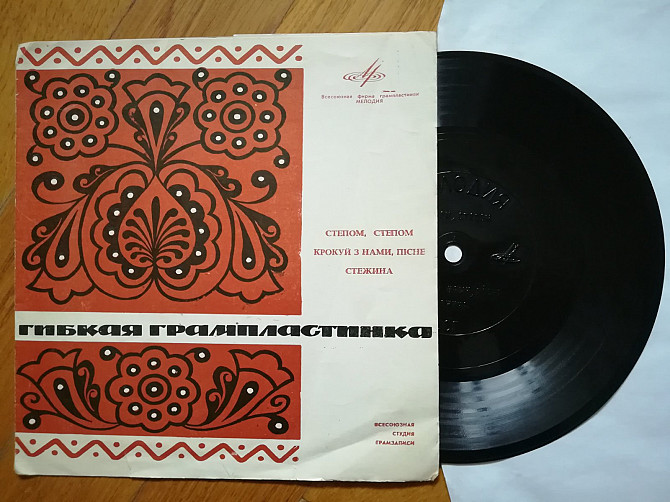 Всесоюзная фирма грампластинок
МЕЛОДИЯ
СТЕПОМ, СТЕПОМ
КРОКУЙ З НАМИ, ПІСНЕ
СТЕЖИНА
ГИБКАЯ ГРАМПЛАСТИНКА
ВСЕСОЮЗНАЯ
СТУДИЯ
ГРАМЗАПИСИ